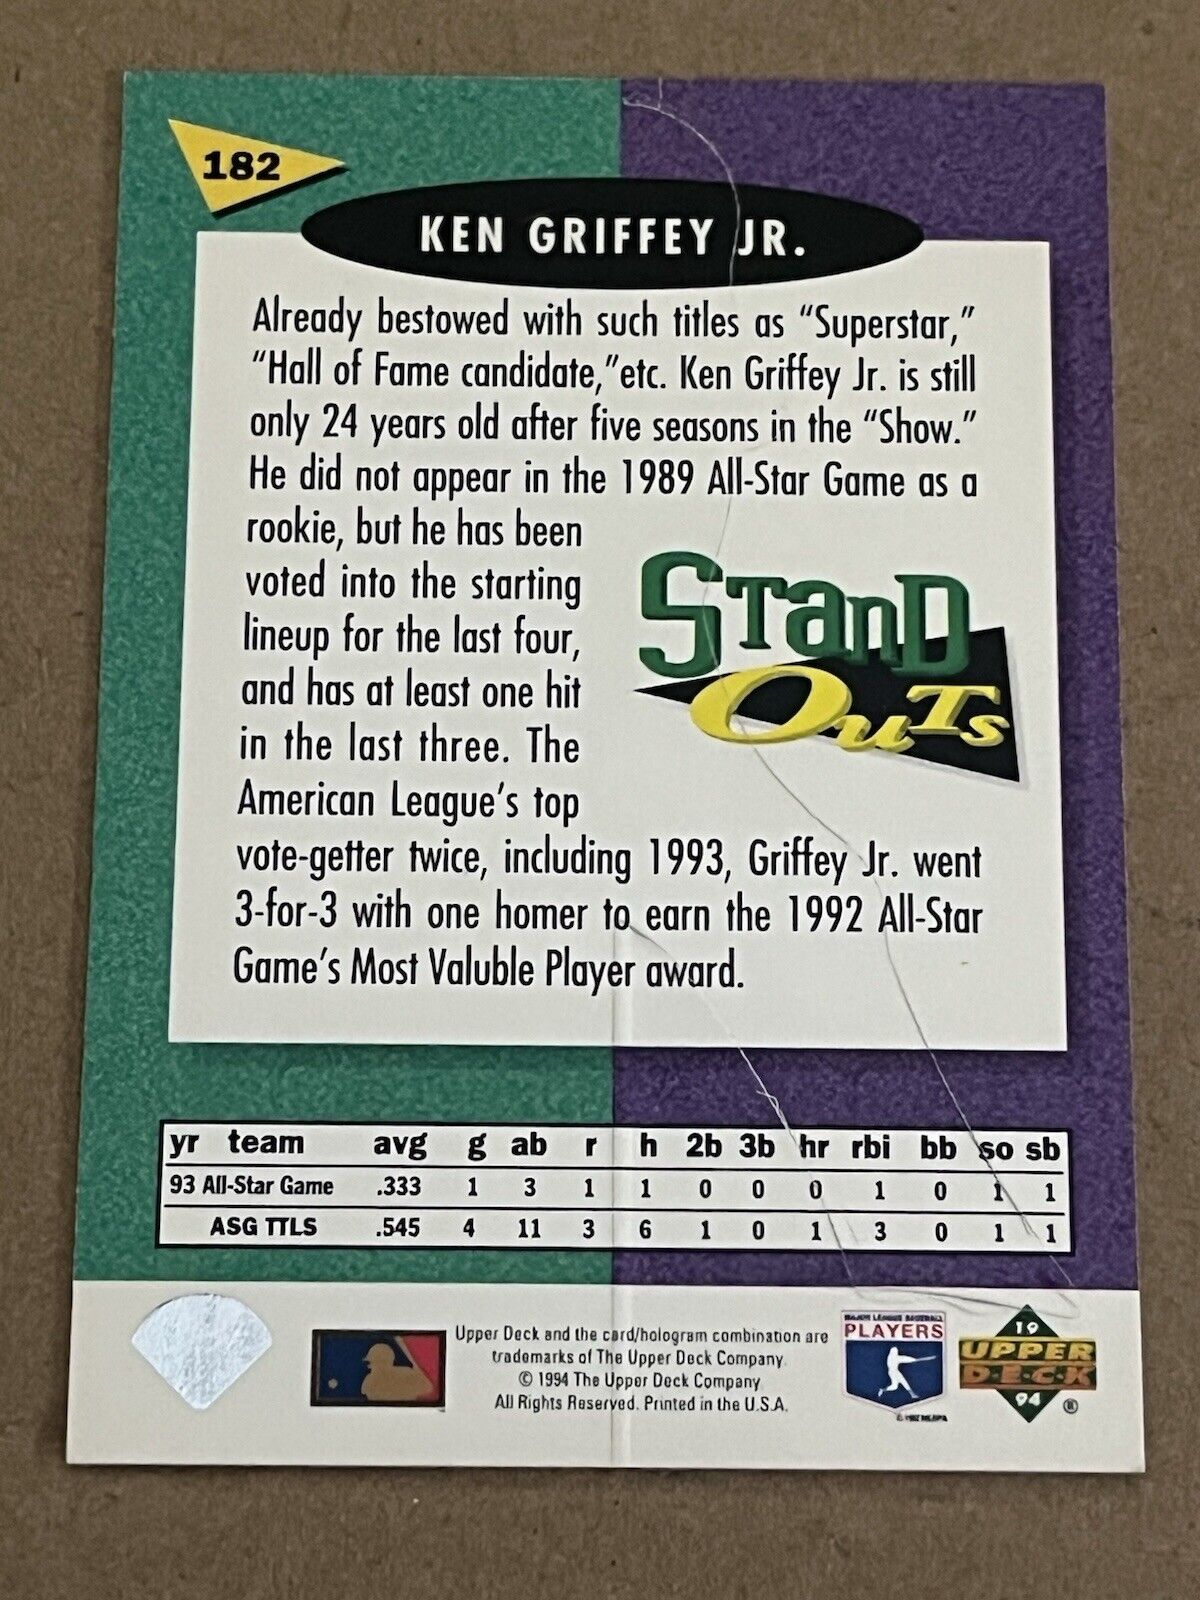 182
KEN GRIFFEY JR.
Already bestowed with such titles as “Superstar,”
“Hall of Fame candidate,”etc. Ken Griffey Jr. is still
only 24 years old after five seasons in the “Show.”
He did not appear in the 1989 All-Star Game as a
rookie, but he has been
voted into the starting
lineup for the last four,
and has at least one hit
in the last three. The
American League’s top
vote-getter twice, including 1993, Griffey Jr. went
3-for-3 with one homer to earn the 1992 All-Star
Game’s Most Valuble Player award.
STanD
OuTs
yr team avg g ab r h 2b 3b hr rbi bb so sb
93 All-Star Game .333 1 3 1 1 0 0 0 1 0 1 1
ASG TTLS .545 4 11 3 6 1 0 1 3 0 1 1
Upper Deck and the card/hologram combination are
trademarks of The Upper Deck Company.
© 1994 The Upper Deck Company.
All Rights Reserved. Printed in the U.S.A.
MAJOR LEAGUE BASEBALL
PLAYERS
19
UPPER
DECK
94
®